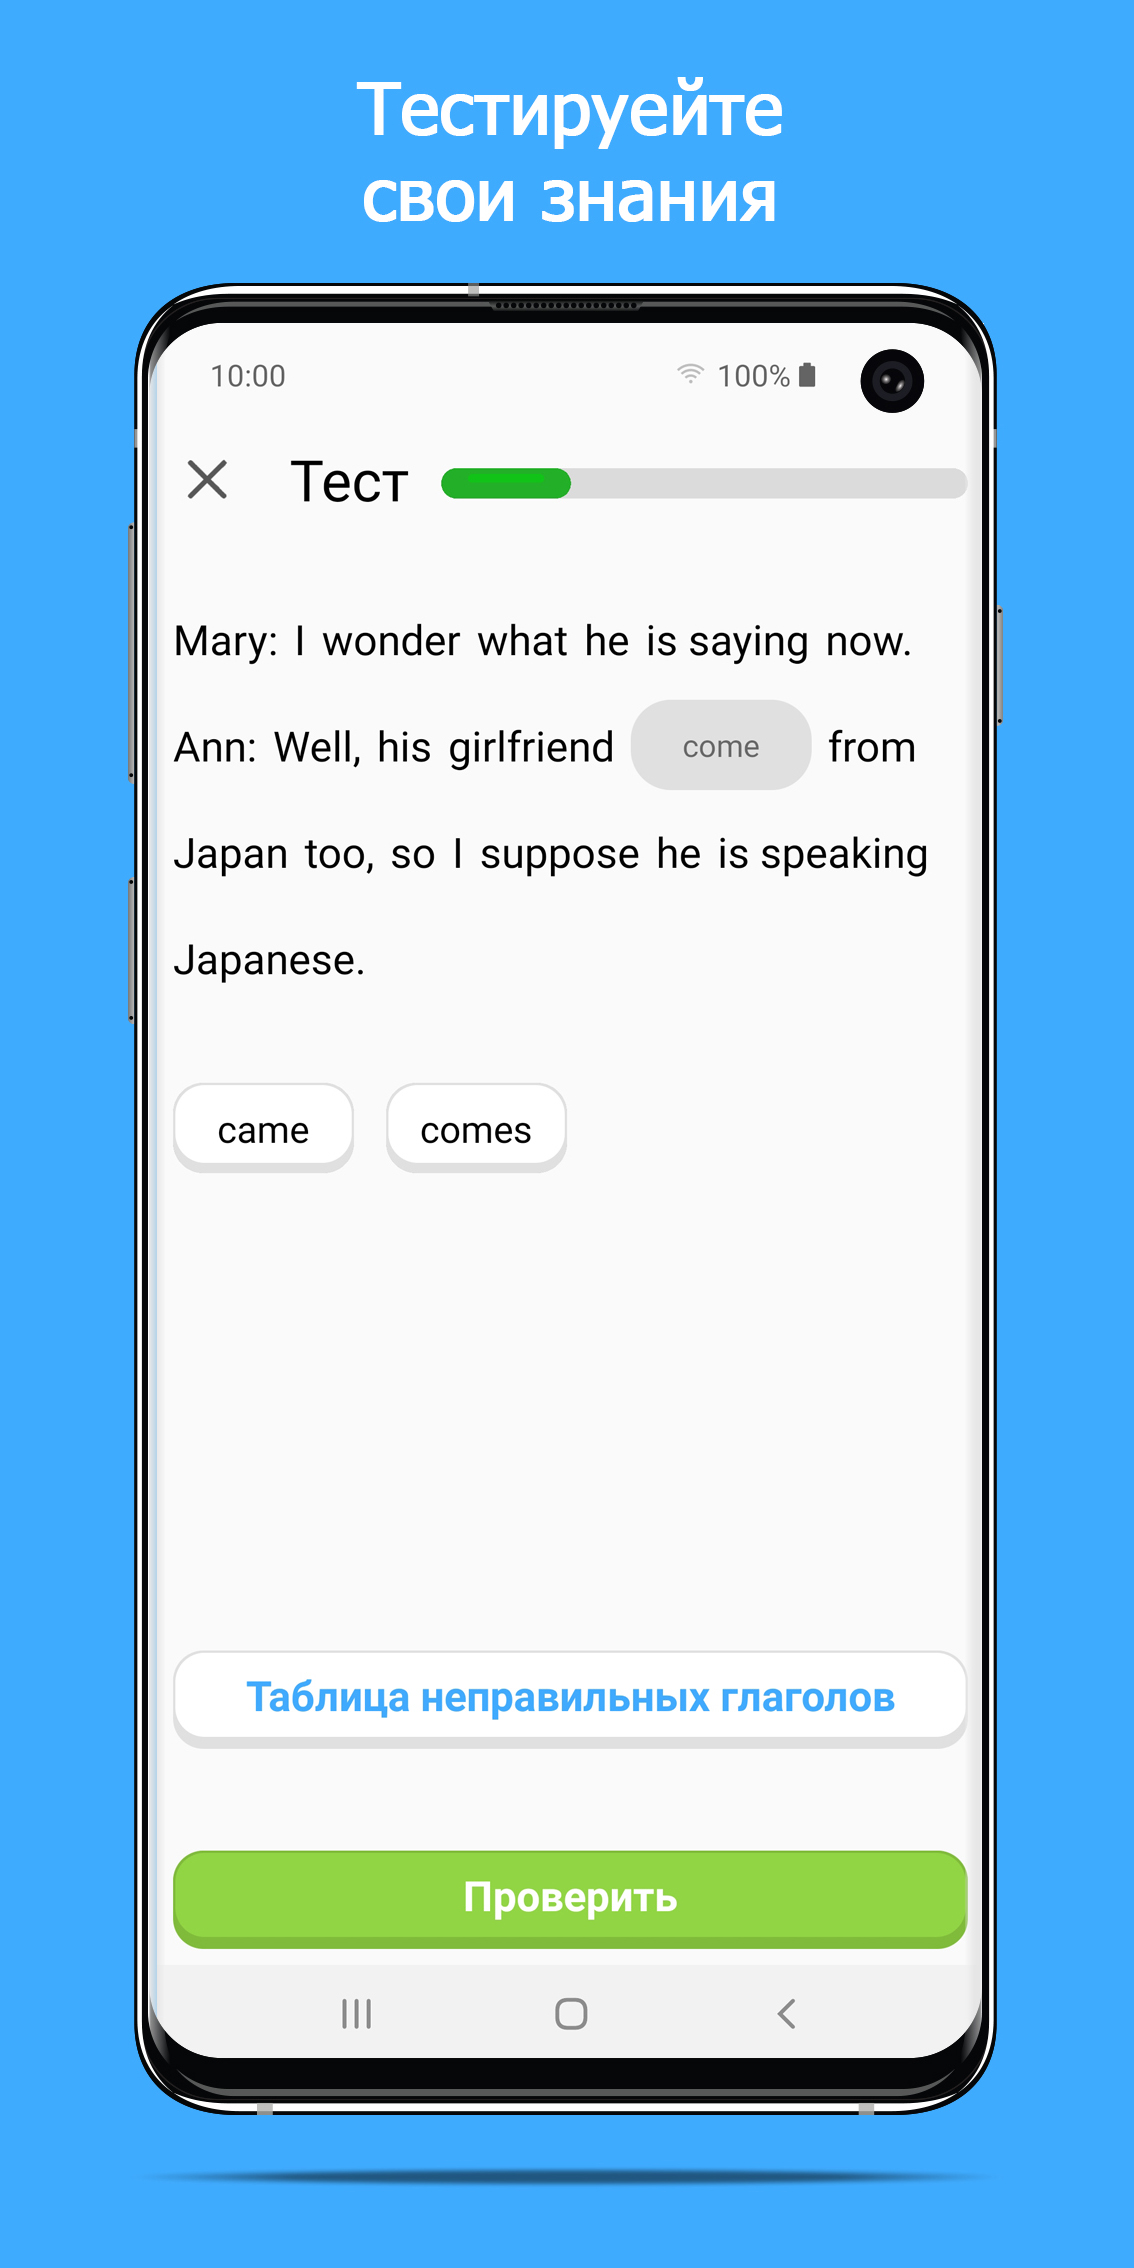 Тестируейте
свои знания
10:00 100%
Тест
Mary: I wonder what he is saying now.
Ann: Well, his girlfriend come from
Japan too, so I suppose he is speaking
Japanese.
came comes
Таблица неправильных глаголов
Проверить